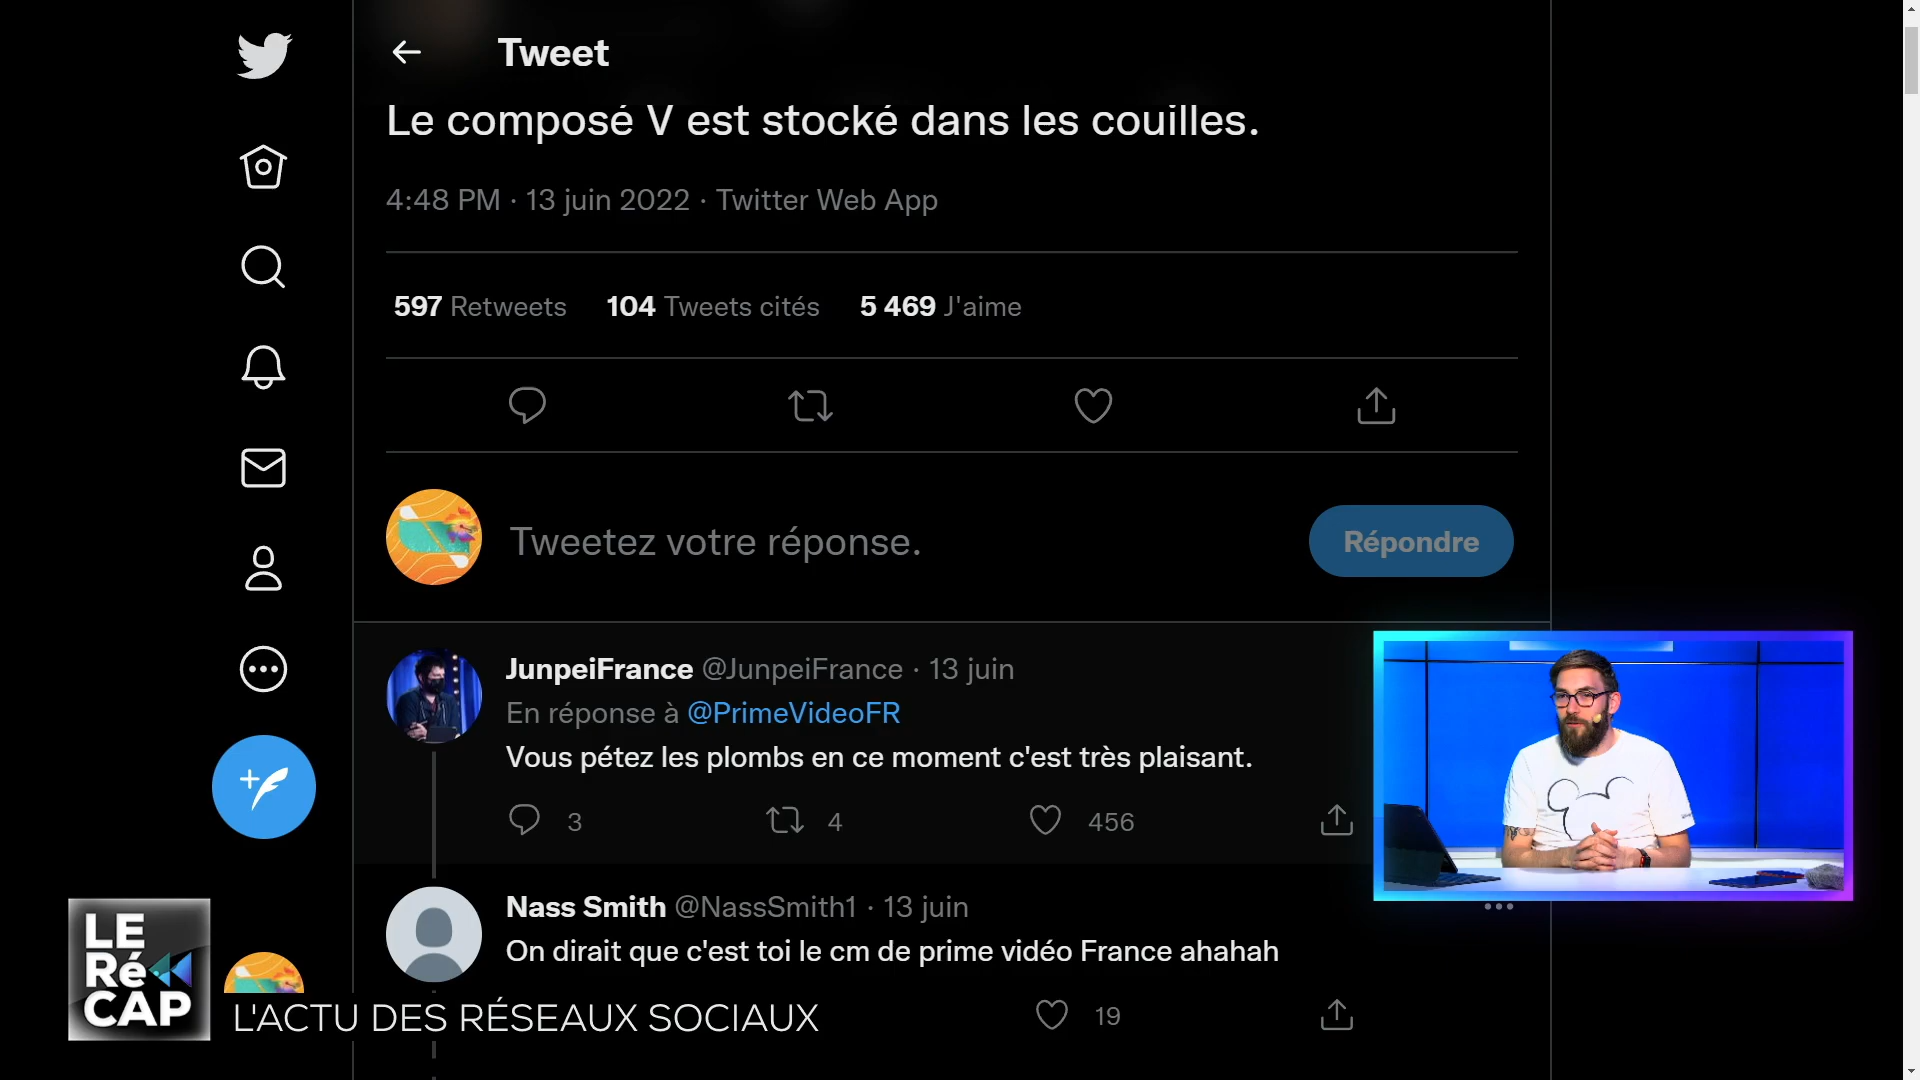 Tweet
Le composé V est stocké dans les couilles.
4:48 PM · 13 juin 2022 · Twitter Web App
597 Retweets 104 Tweets cités 5 469 J'aime
Tweetez votre réponse.
Répondre
JunpeiFrance @JunpeiFrance · 13 juin
En réponse à @PrimeVideoFR
Vous pétez les plombs en ce moment c'est très plaisant.
3 4 456
Nass Smith @NassSmith1 · 13 juin
On dirait que c'est toi le cm de prime vidéo France ahahah
19
LE
Ré
CAP
L'ACTU DES RÉSEAUX SOCIAUX